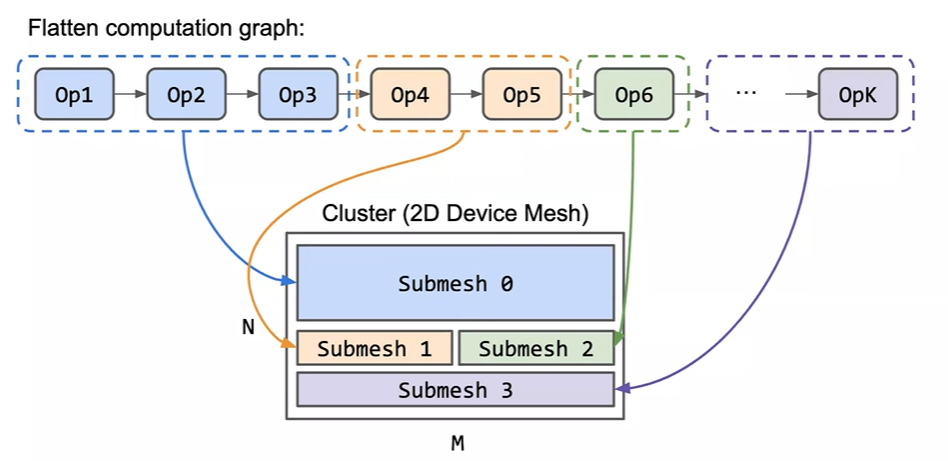 Flatten computation graph:
Op1 Op2 Op3 Op4 Op5 Op6 ... OpK
Cluster (2D Device Mesh)
Submesh 0
N
Submesh 1 Submesh 2
Submesh 3
M